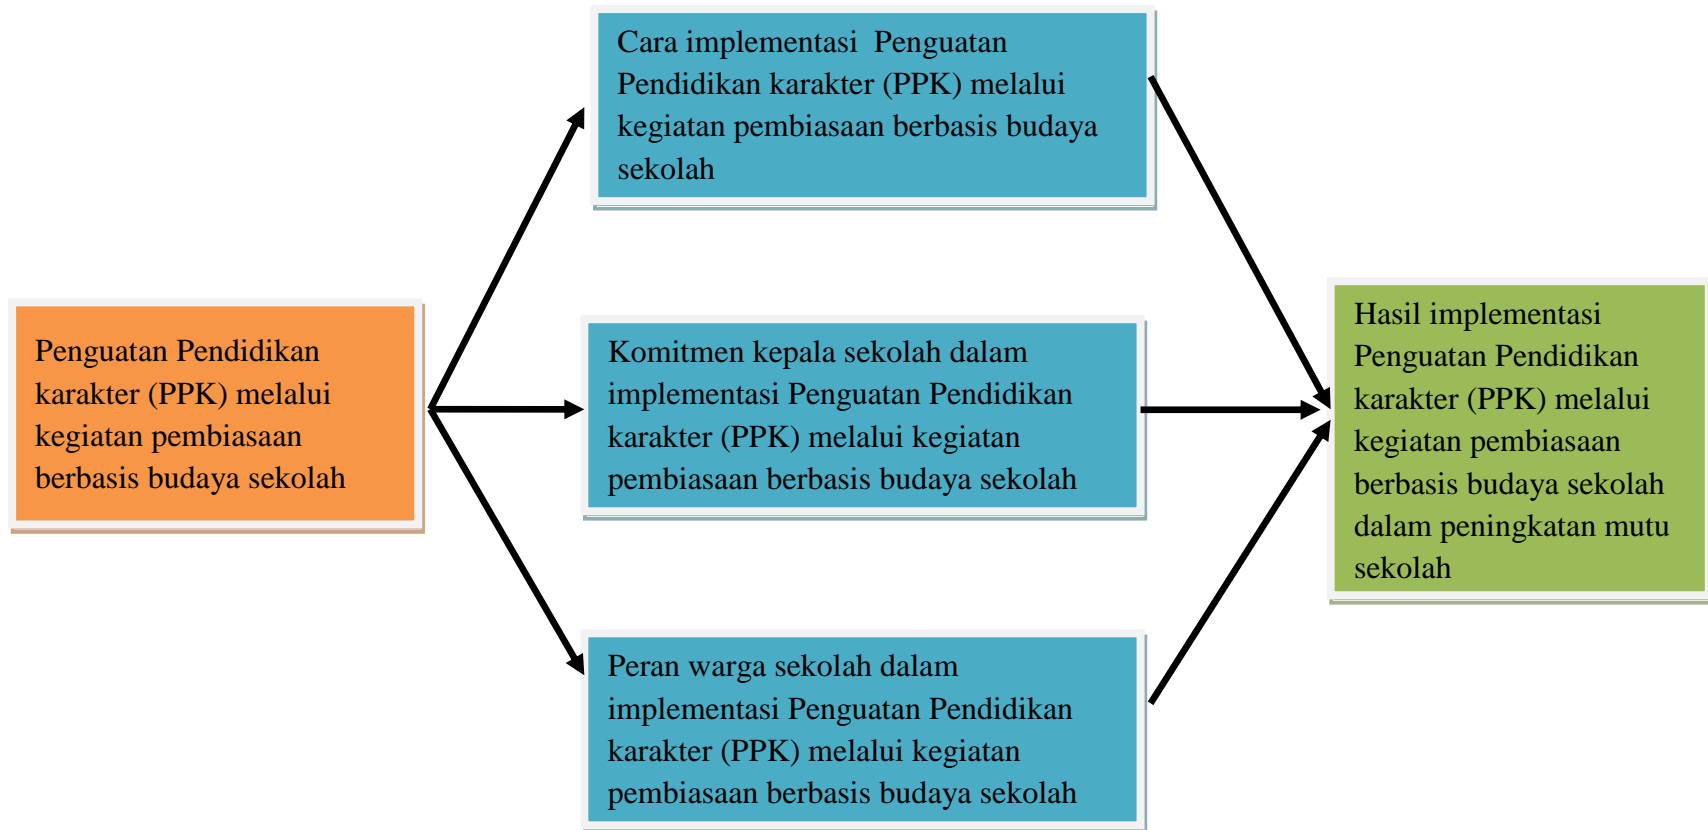 Cara implementasi  Penguatan
Pendidikan karakter (PPK) melalui
kegiatan pembiasaan berbasis budaya
sekolah
Penguatan Pendidikan
karakter (PPK) melalui
kegiatan pembiasaan
berbasis budaya sekolah
Komitmen kepala sekolah dalam
implementasi Penguatan Pendidikan
karakter (PPK) melalui kegiatan
pembiasaan berbasis budaya sekolah
Peran warga sekolah dalam
implementasi Penguatan Pendidikan
karakter (PPK) melalui kegiatan
pembiasaan berbasis budaya sekolah
Hasil implementasi
Penguatan Pendidikan
karakter (PPK) melalui
kegiatan pembiasaan
berbasis budaya sekolah
dalam peningkatan mutu
sekolah